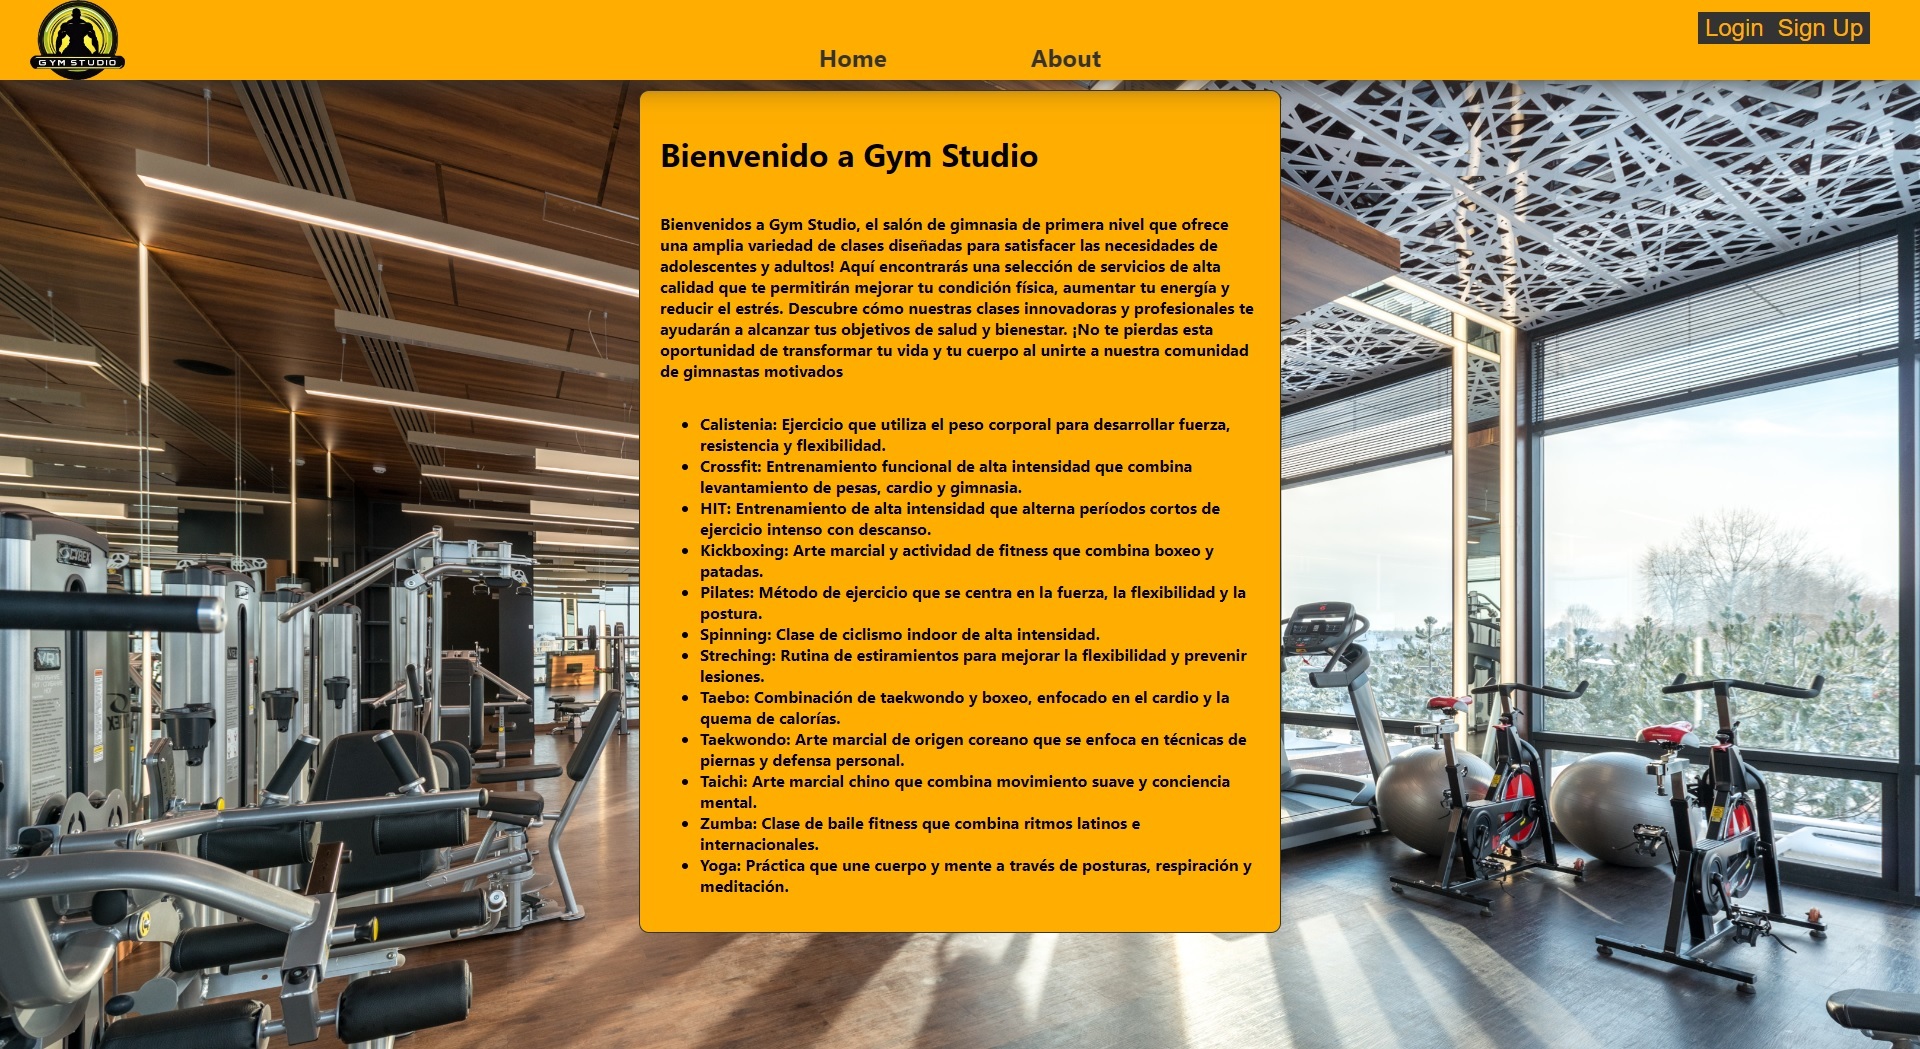 GYM STUDIO
Home
About
Login Sign Up
Bienvenido a Gym Studio
Bienvenidos a Gym Studio, el salón de gimnasia de primera nivel que ofrece
una amplia variedad de clases diseñadas para satisfacer las necesidades de
adolescentes y adultos! Aquí encontrarás una selección de servicios de alta
calidad que te permitirán mejorar tu condición física, aumentar tu energía y
reducir el estrés. Descubre cómo nuestras clases innovadoras y profesionales te
ayudarán a alcanzar tus objetivos de salud y bienestar. ¡No te pierdas esta
oportunidad de transformar tu vida y tu cuerpo al unirte a nuestra comunidad
de gimnastas motivados
• Calistenia: Ejercicio que utiliza el peso corporal para desarrollar fuerza,
resistencia y flexibilidad.
• Crossfit: Entrenamiento funcional de alta intensidad que combina
levantamiento de pesas, cardio y gimnasia.
• HIT: Entrenamiento de alta intensidad que alterna períodos cortos de
ejercicio intenso con descanso.
• Kickboxing: Arte marcial y actividad de fitness que combina boxeo y
patadas.
• Pilates: Método de ejercicio que se centra en la fuerza, la flexibilidad y la
postura.
• Spinning: Clase de ciclismo indoor de alta intensidad.
• Streching: Rutina de estiramientos para mejorar la flexibilidad y prevenir
lesiones.
• Taebo: Combinación de taekwondo y boxeo, enfocado en el cardio y la
quema de calorías.
• Taekwondo: Arte marcial de origen coreano que se enfoca en técnicas de
piernas y defensa personal.
• Taichi: Arte marcial chino que combina movimiento suave y conciencia
mental.
• Zumba: Clase de baile fitness que combina ritmos latinos e
internacionales.
• Yoga: Práctica que une cuerpo y mente a través de posturas, respiración y
meditación.
CYBEX
VR1